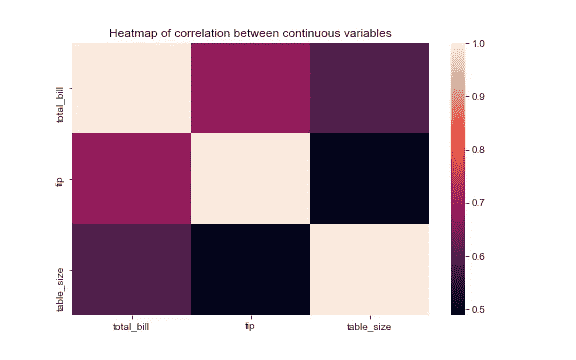 Heatmap of correlation between continuous variables
total_bill
tip
table_size
total_bill
tip
table_size
1.0
0.9
0.8
0.7
0.6
0.5